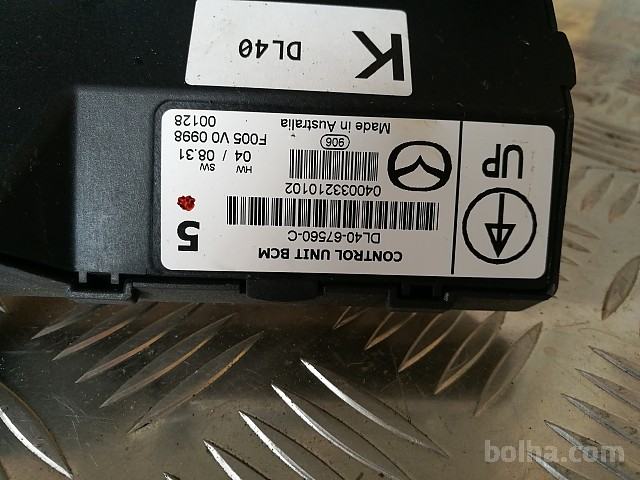 CONTROL UNIT BCM
DL40-67560-C
5
040033210102
HW SW
04 / 08.31
F005 V0 0998
00128
906
Made in Australia
UP
K
DL40
bolha.com